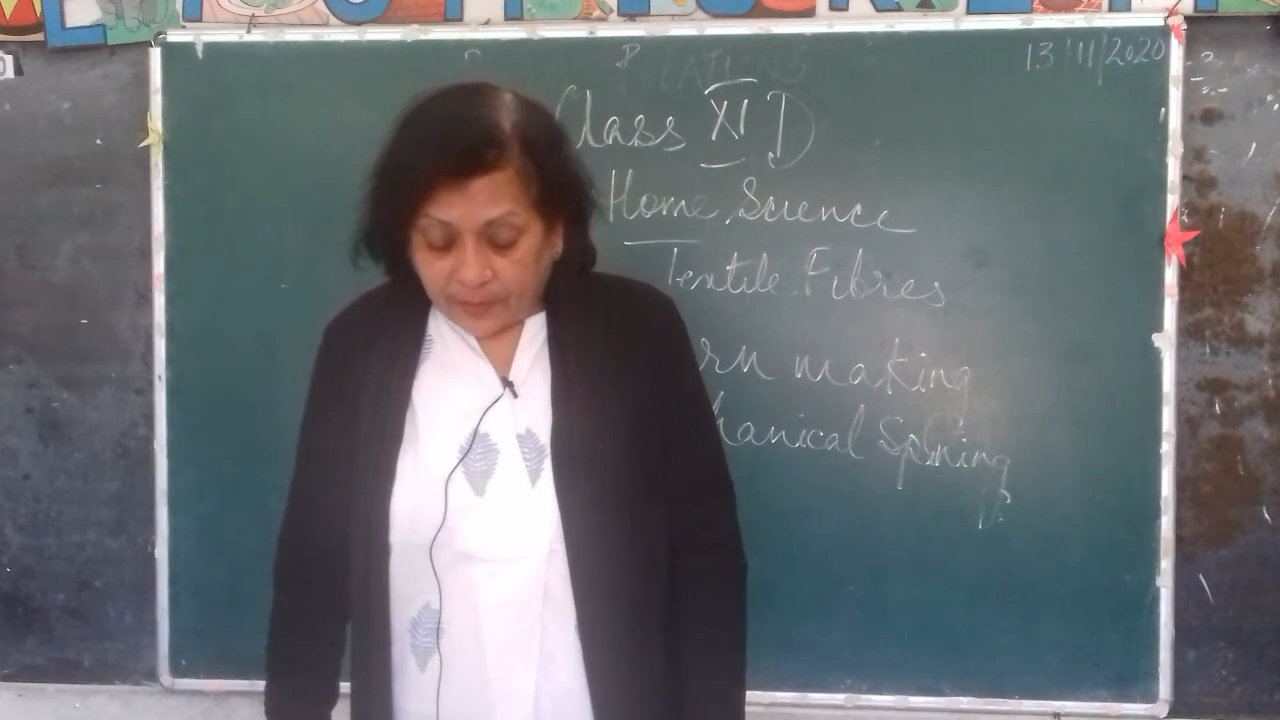 13/11/2020
Class XI D
Home Science
Textile Fibres
rn making
hanical Spining